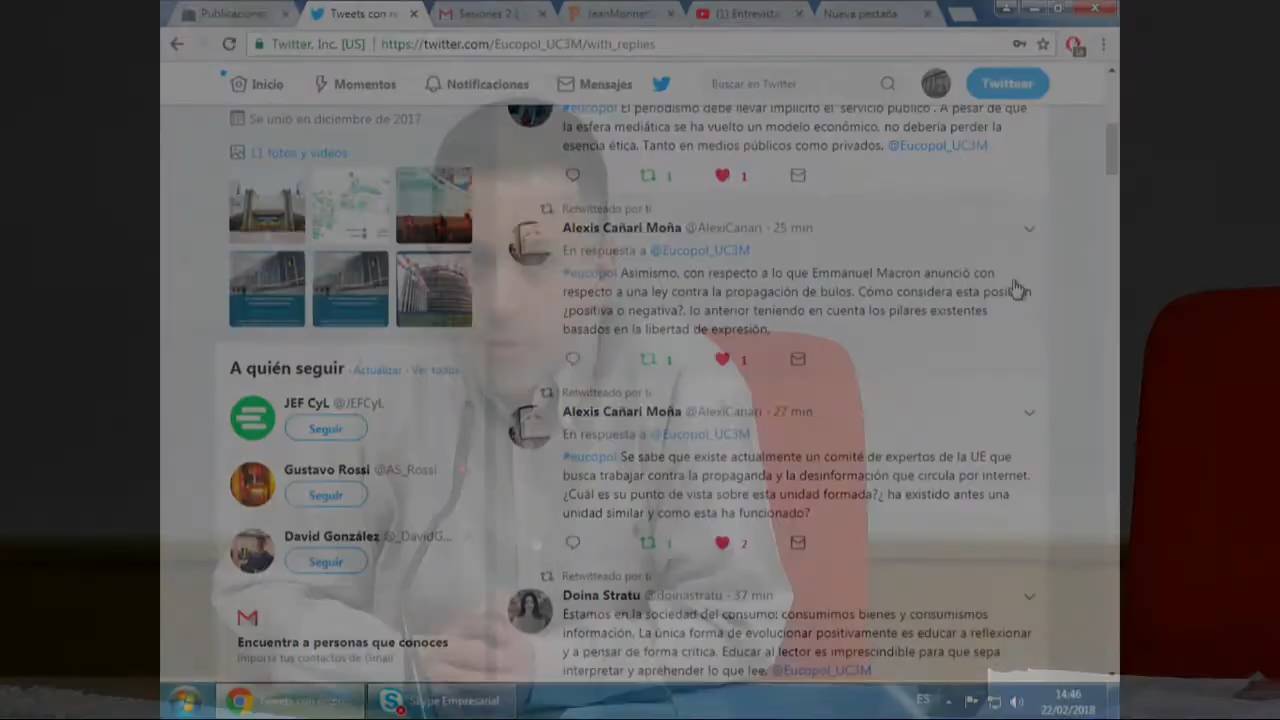 Publicaciones
Tweets con re
Sesiones 2
JeanMonnet
(1) Entrevista
Nueva pestaña
Twitter, Inc. [US] https://twitter.com/Eucopol_UC3M/with_replies
Inicio Momentos Notificaciones Mensajes Buscar en Twitter Twittear
Se unió en diciembre de 2017
11 fotos y videos
A quién seguir · Actualizar · Ver todos
JEF CyL @JEFCyL
Seguir
Gustavo Rossi @AS_Rossi
Seguir
David González @_DavidG...
Seguir
Encuentra a personas que conoces
Importa tus contactos de Gmail
#eucopol El periodismo debe llevar implícito el "servicio público". A pesar de que
la esfera mediática se ha vuelto un modelo económico, no debería perder la
esencia ética. Tanto en medios públicos como privados. @Eucopol_UC3M
1 1
Retwitteado por ti
Alexis Cañari Moña @AlexiCanari · 25 min
En respuesta a @Eucopol_UC3M
#eucopol Asimismo, con respecto a lo que Emmanuel Macron anunció con
respecto a una ley contra la propagación de bulos. Cómo considera esta posición
¿positiva o negativa?, lo anterior teniendo en cuenta los pilares existentes
basados en la libertad de expresión.
1 1
Retwitteado por ti
Alexis Cañari Moña @AlexiCanari · 27 min
En respuesta a @Eucopol_UC3M
#eucopol Se sabe que existe actualmente un comité de expertos de la UE que
busca trabajar contra la propaganda y la desinformación que circula por internet.
¿Cuál es su punto de vista sobre esta unidad formada?¿ ha existido antes una
unidad similar y como esta ha funcionado?
1 2
Retwitteado por ti
Doina Stratu @doinastratu · 37 min
Estamos en la sociedad del consumo: consumimos bienes y consumismos
información. La única forma de evolucionar positivamente es educar a reflexionar
y a pensar de forma crítica. Educar al lector es imprescindible para que sepa
interpretar y aprehender lo que lee. @Eucopol_UC3M
Tweets con
Skype Empresarial
ES
14:46
22/02/2018